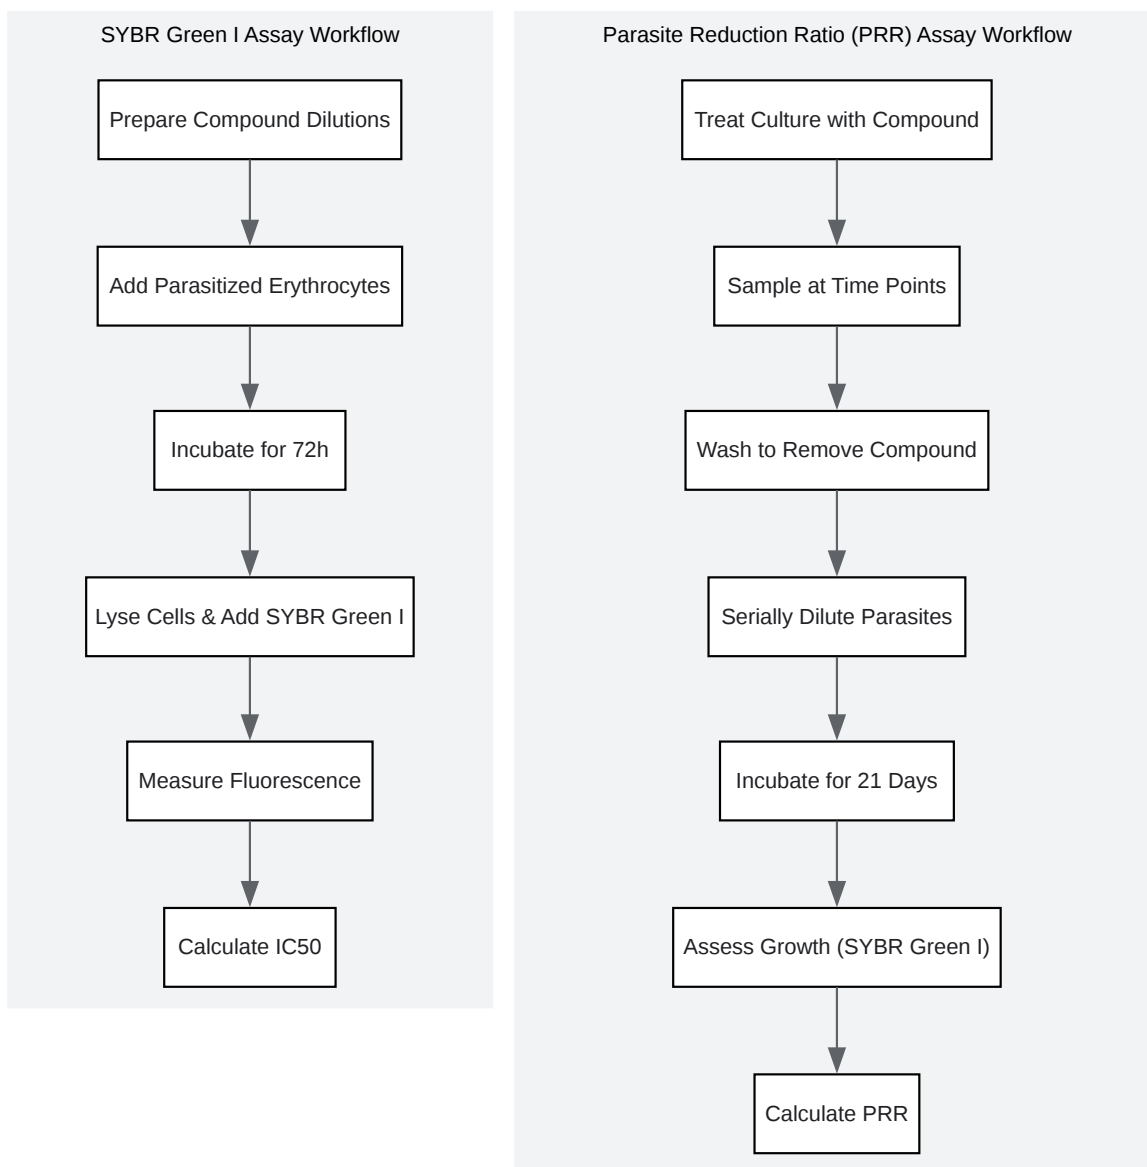 SYBR Green I Assay Workflow
Prepare Compound Dilutions
Add Parasitized Erythrocytes
Incubate for 72h
Lyse Cells & Add SYBR Green I
Measure Fluorescence
Calculate IC50
Parasite Reduction Ratio (PRR) Assay Workflow
Treat Culture with Compound
Sample at Time Points
Wash to Remove Compound
Serially Dilute Parasites
Incubate for 21 Days
Assess Growth (SYBR Green I)
Calculate PRR